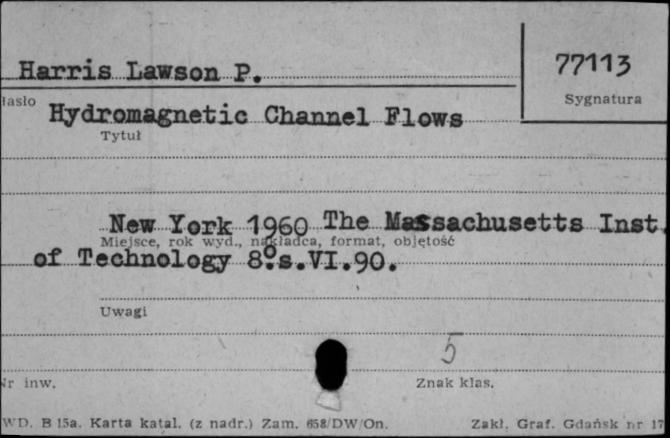 Harris Lawson P.
77113
Hasło
Sygnatura
Hydromagnetic Channel Flows
Tytuł
New York 1960 The Massachusetts Inst.
Miejsce, rok wyd., nakładca, format, objętość
of Technology 8º.s.VI.90.
Uwagi
5
Nr inw.
Znak klas.
WD. B 15a. Karta katal. (z nadr.) Zam. 658/DW/On.
Zakł. Graf. Gdańsk nr 17